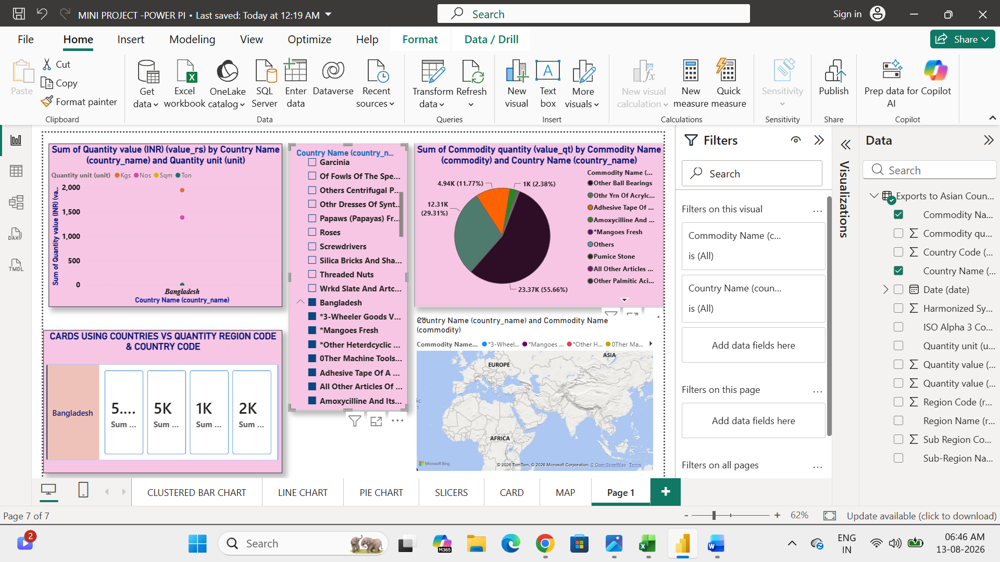 MINI PROJECT -POWER PI • Last saved: Today at 12:19 AM
Search
Sign in
File
Home
Insert
Modeling
View
Optimize
Help
Format
Data / Drill
Share
Paste
Cut
Copy
Format painter
Clipboard
Get data
Excel workbook
OneLake catalog
SQL Server
Enter data
Dataverse
Recent sources
Data
Transform data
Refresh
Queries
New visual
Text box
More visuals
Insert
New visual calculation
New measure
Quick measure
Calculations
Sensitivity
Sensitivity
Publish
Share
Prep data for AI
Copilot
Copilot
Sum of Quantity value (INR) (value_rs) by Country Name
(country_name) and Quantity unit (unit)
Quantity unit (unit) Kgs Nos Sqm Ton
Sum of Quantity value (INR) (va...
2,000
1,500
1,000
500
0
Bangladesh
Country Name (country_name)
CARDS USING COUNTRIES VS QUANTITY REGION CODE
& COUNTRY CODE
Bangladesh
5.... 5K 1K 2K
Sum ... Sum ... Sum ... Sum ...
Country Name (country_n...
Garcinia
Of Fowls Of The Spe...
Others Centrifugal P...
Othr Dresses Of Synt...
Papaws (Papayas) Fr...
Roses
Screwdrivers
Silica Bricks And Sha...
Threaded Nuts
Wrkd Slate And Artc...
Bangladesh
*3-Wheeler Goods V...
*Mangoes Fresh
*Other Heterdcyclic ...
0Ther Machine Tools...
Adhesive Tape Of A ...
All Other Articles Of ...
Amoxycilline And Its...
Sum of Commodity quantity (value_qt) by Commodity Name
(commodity) and Country Name (country_name)
4.94K (11.77%)
1K (2.38%)
12.31K
(29.31%)
23.37K (55.66%)
Commodity Name (...
Other Ball Bearings
Othr Yrn Of Acrylc...
Adhesive Tape Of ...
Amoxycilline And ...
*Mangoes Fresh
Others
Pumice Stone
All Other Articles ...
Other Palmitic Aci...
Country Name (country_name) and Commodity Name
(commodity)
Commodity Name... *3-Wheel... *Mangoes ... *Other H... 0Ther Ma...
EUROPE
ASIA
AFRICA
Microsoft Bing
© 2026 TomTom, © 2026 Microsoft Corporation, © OpenStreetMap Terms
Filters
Search
Filters on this visual ...
Commodity Name (c...
is (All)
Country Name (coun...
is (All)
Add data fields here
Filters on this page ...
Add data fields here
Filters on all pages ...
Visualizations
Data
Search
Exports to Asian Coun...
Commodity Na...
Commodity qu...
Country Code (...
Country Name (...
Date (date)
Harmonized Sy...
ISO Alpha 3 Co...
Quantity unit (u...
Quantity value (...
Quantity value (...
Region Code (r...
Region Name (r...
Sub Region Co...
Sub-Region Na...
DAX
TMDL
CLUSTERED BAR CHART
LINE CHART
PIE CHART
SLICERS
CARD
MAP
Page 1
Page 7 of 7
62%
Update available (click to download)
2
Search
M365
ENG
IN
06:46 AM
13-08-2026